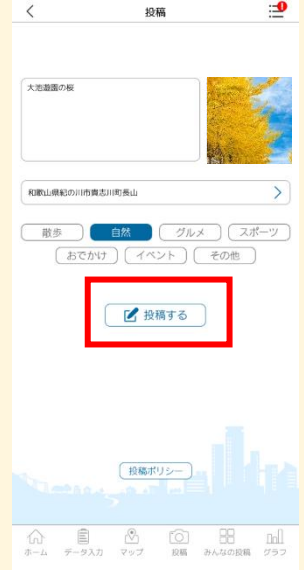 投稿
大池遊園の桜
和歌山県紀の川市貴志川町長山
散歩 自然 グルメ スポーツ
おでかけ イベント その他
投稿する
投稿ポリシー
ホーム データ入力 マップ 投稿 みんなの投稿 グラフ